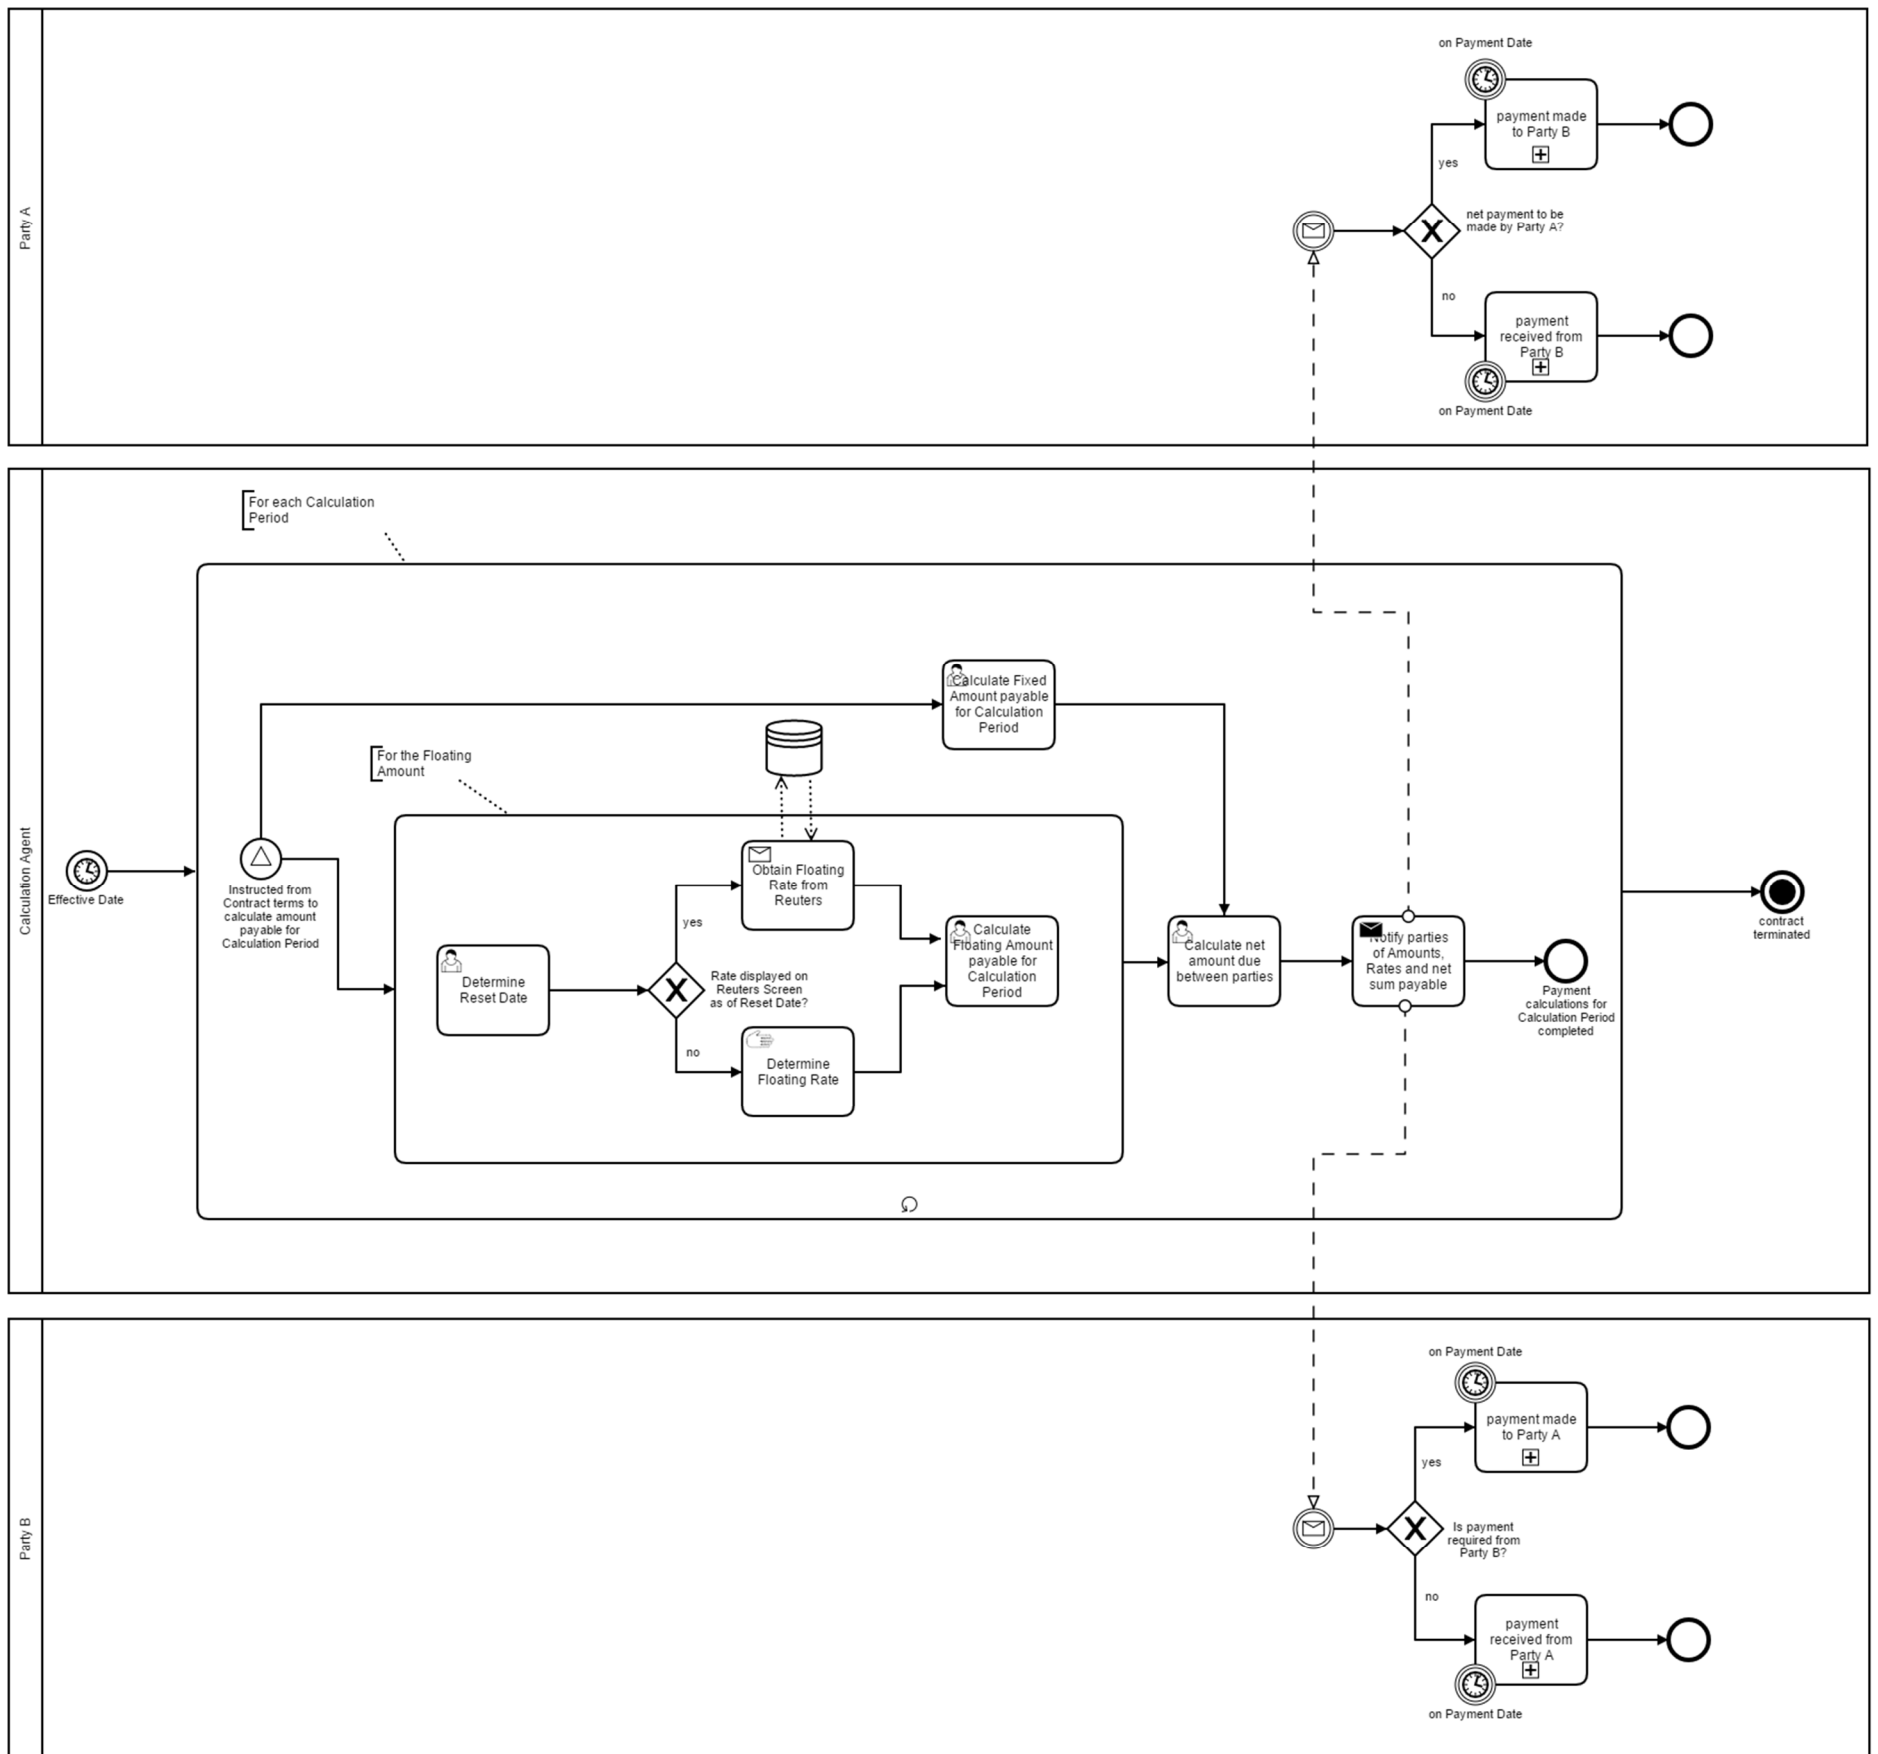 Party A
on Payment Date
payment made
to Party B
yes
net payment to be
made by Party A?
no
payment
received from
Party B
on Payment Date
Calculation Agent
For each Calculation
Period
Calculate Fixed
Amount payable
for Calculation
Period
For the Floating
Amount
Effective Date
Instructed from
Contract terms to
calculate amount
payable for
Calculation Period
Determine
Reset Date
yes
Rate displayed on
Reuters Screen
as of Reset Date?
no
Obtain Floating
Rate from
Reuters
Determine
Floating Rate
Calculate
Floating Amount
payable for
Calculation
Period
Calculate net
amount due
between parties
Notify parties
of Amounts,
Rates and net
sum payable
Payment
calculations for
Calculation Period
completed
contract
terminated
Party B
on Payment Date
payment made
to Party A
yes
Is payment
required from
Party B?
no
payment
received from
Party A
on Payment Date